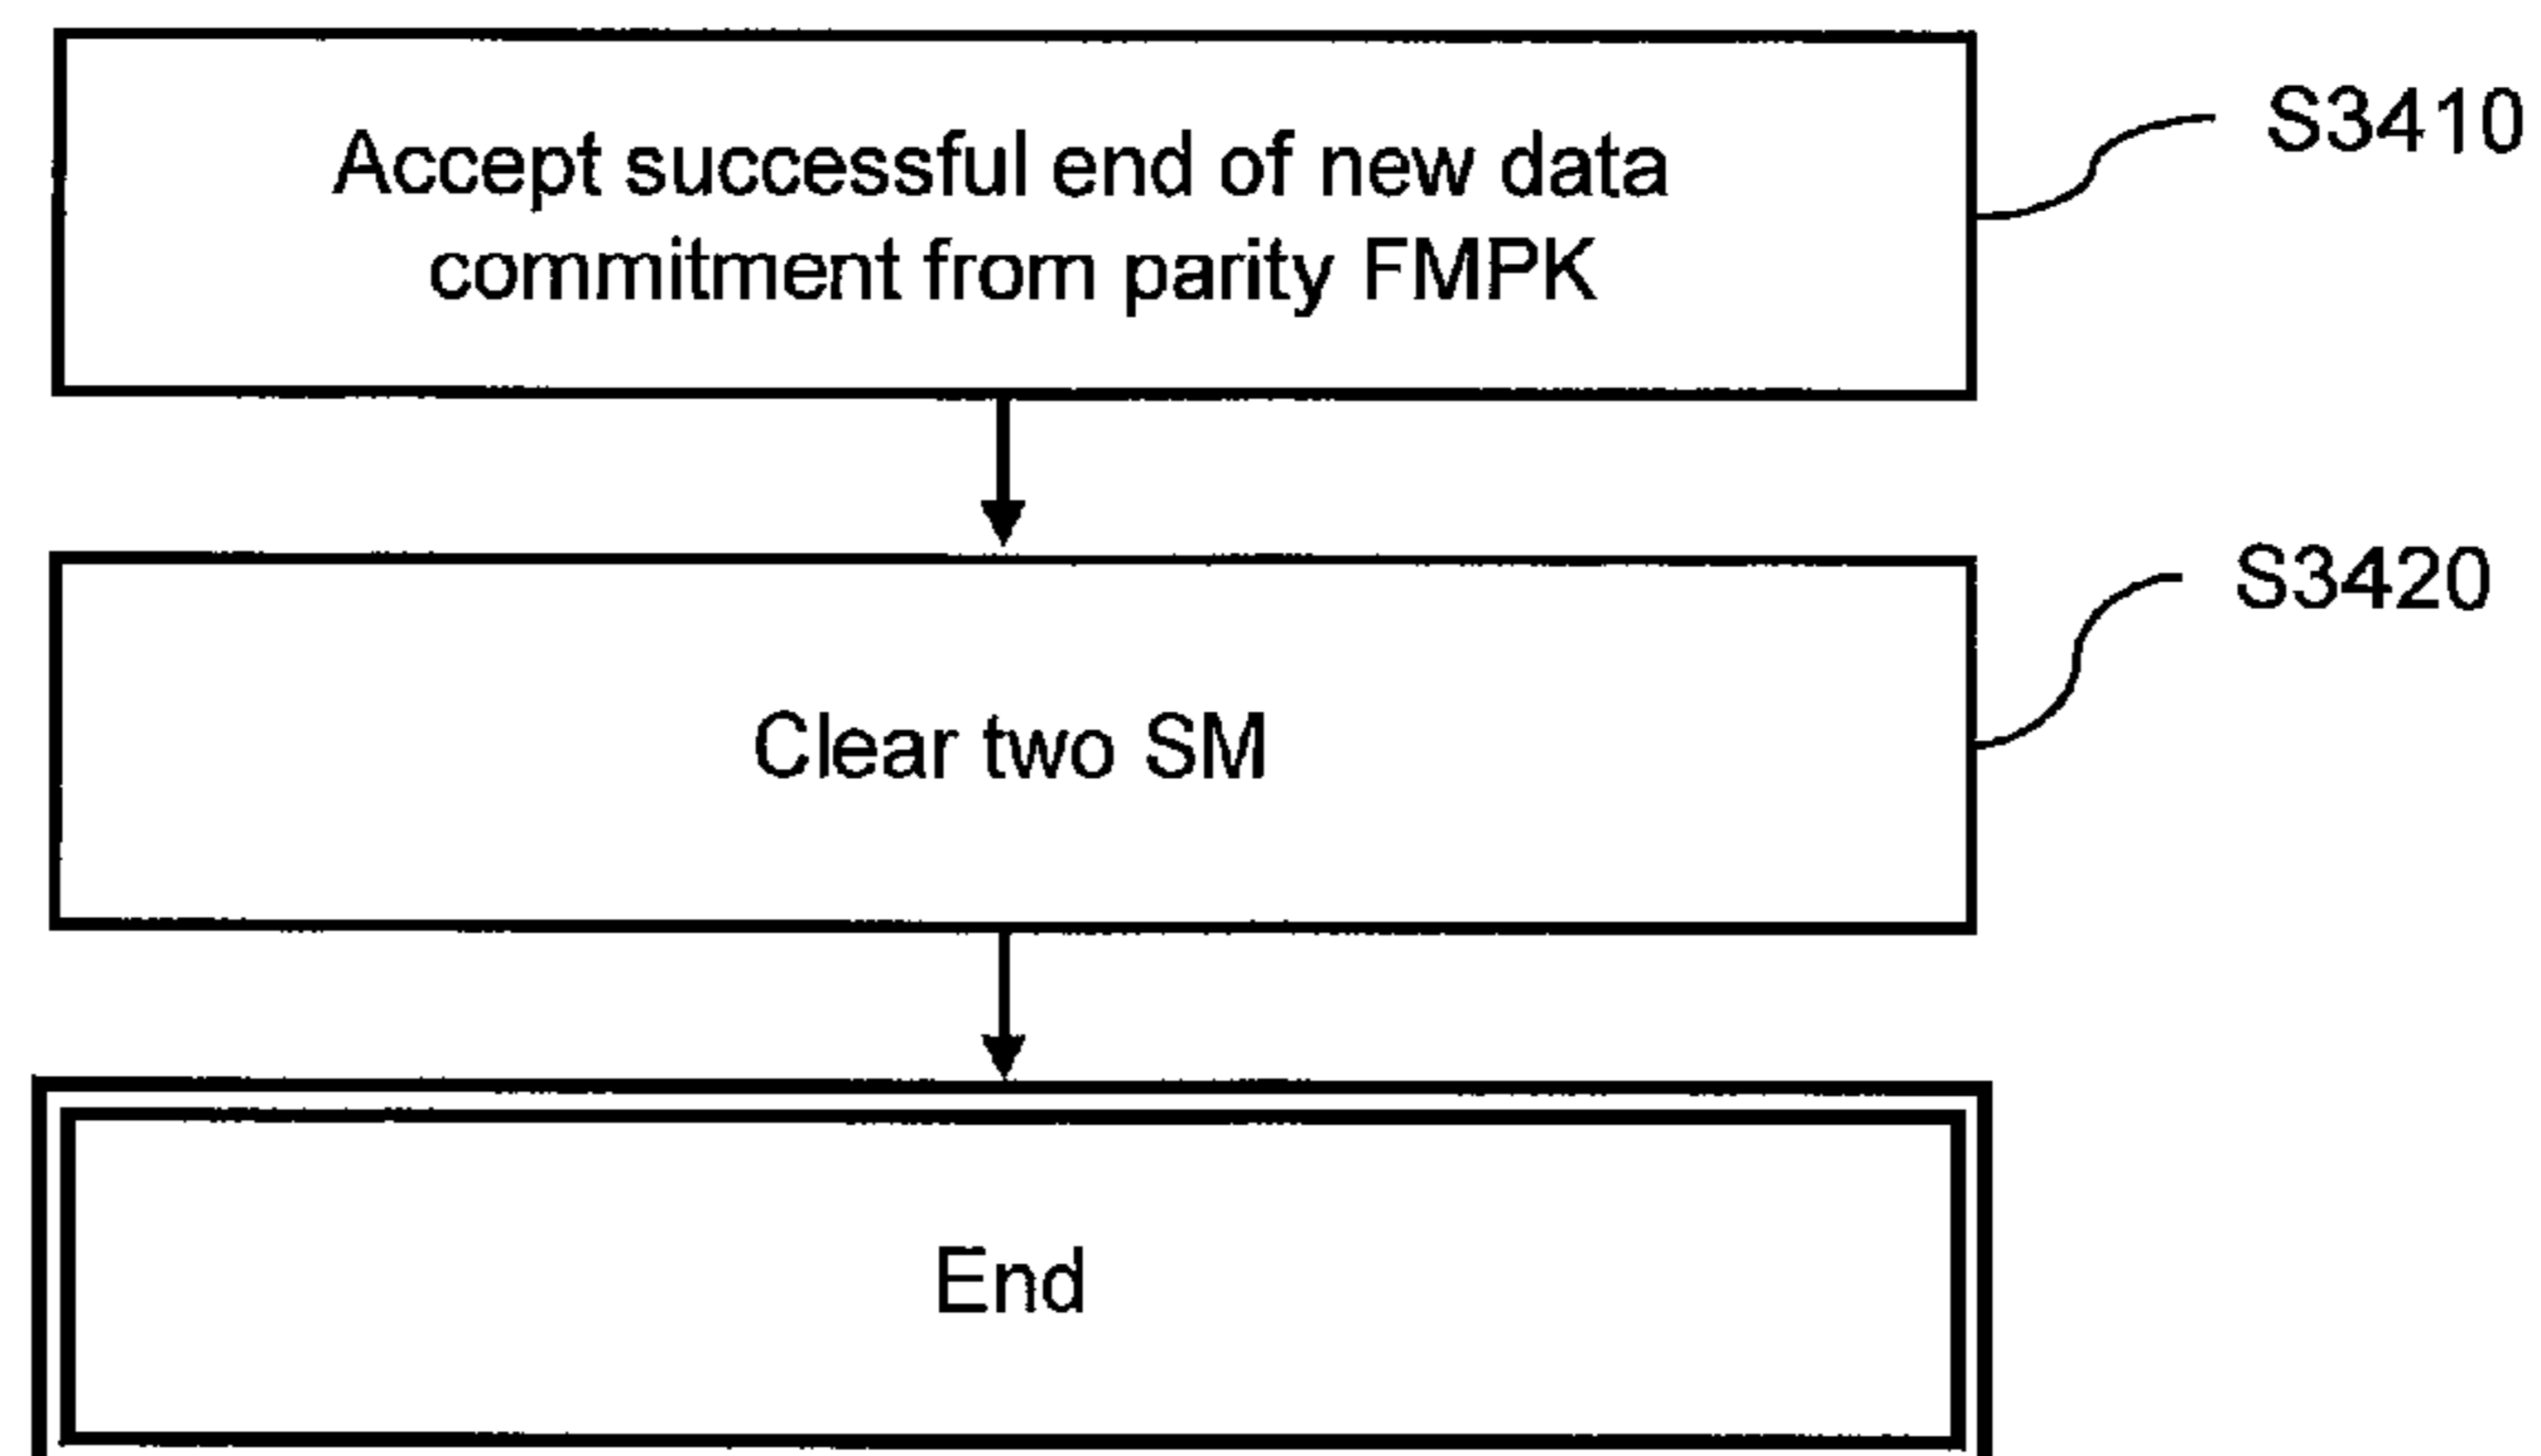 Accept successful end of new data
commitment from parity FMPK
S3410
Clear two SM
S3420
End